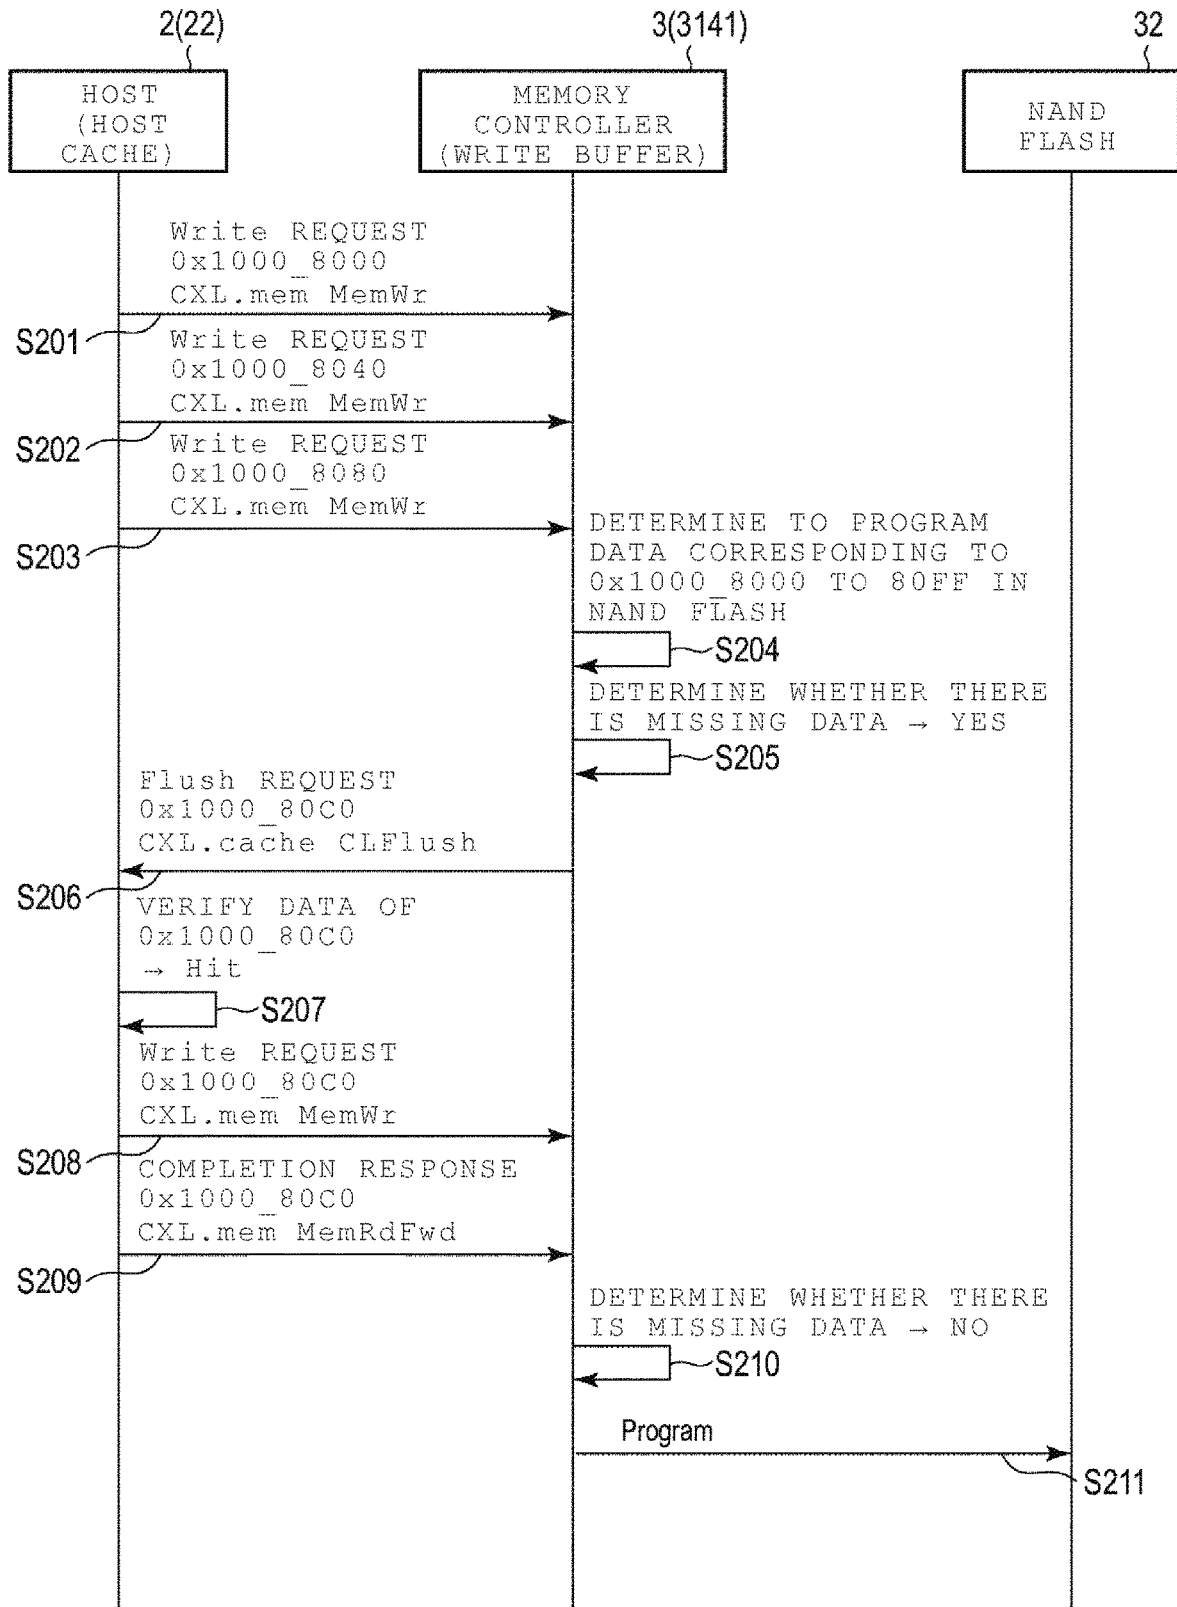 2(22)
3(3141)
32
HOST
(HOST
CACHE)
MEMORY
CONTROLLER
(WRITE BUFFER)
NAND
FLASH
Write REQUEST
0x1000_8000
CXL.mem MemWr
S201
Write REQUEST
0x1000_8040
CXL.mem MemWr
S202
Write REQUEST
0x1000_8080
CXL.mem MemWr
S203
DETERMINE TO PROGRAM
DATA CORRESPONDING TO
0x1000_8000 TO 80FF IN
NAND FLASH
S204
DETERMINE WHETHER THERE
IS MISSING DATA → YES
S205
Flush REQUEST
0x1000_80C0
CXL.cache CLFlush
S206
VERIFY DATA OF
0x1000_80C0
→ Hit
S207
Write REQUEST
0x1000_80C0
CXL.mem MemWr
S208
COMPLETION RESPONSE
0x1000_80C0
CXL.mem MemRdFwd
S209
DETERMINE WHETHER THERE
IS MISSING DATA → NO
S210
Program
S211